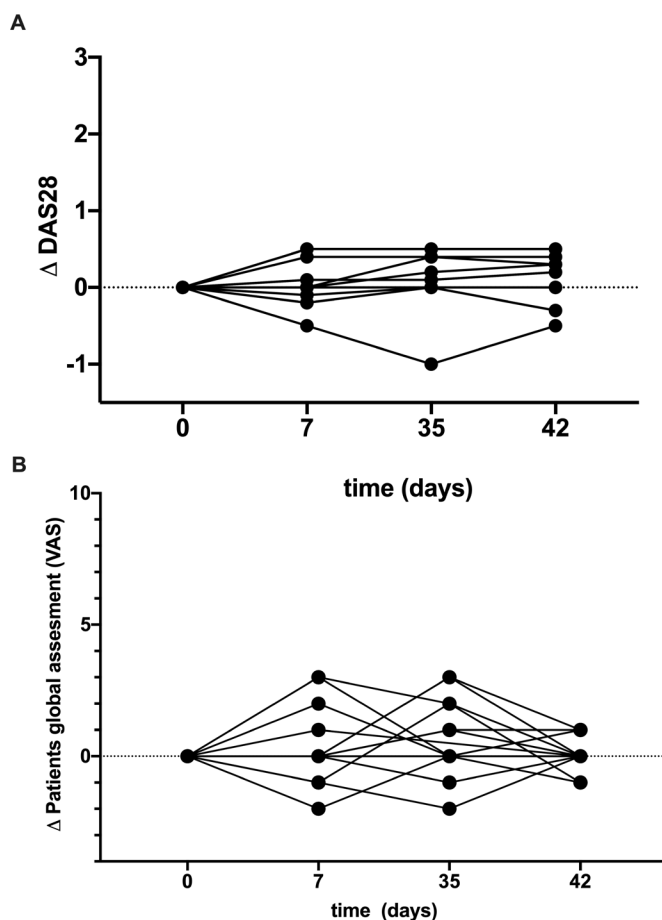 A
3
2
1
0
-1
Δ DAS28
0 7 35 42
time (days)
B
10
5
0
Δ Patients global assesment (VAS)
0 7 35 42
time (days)